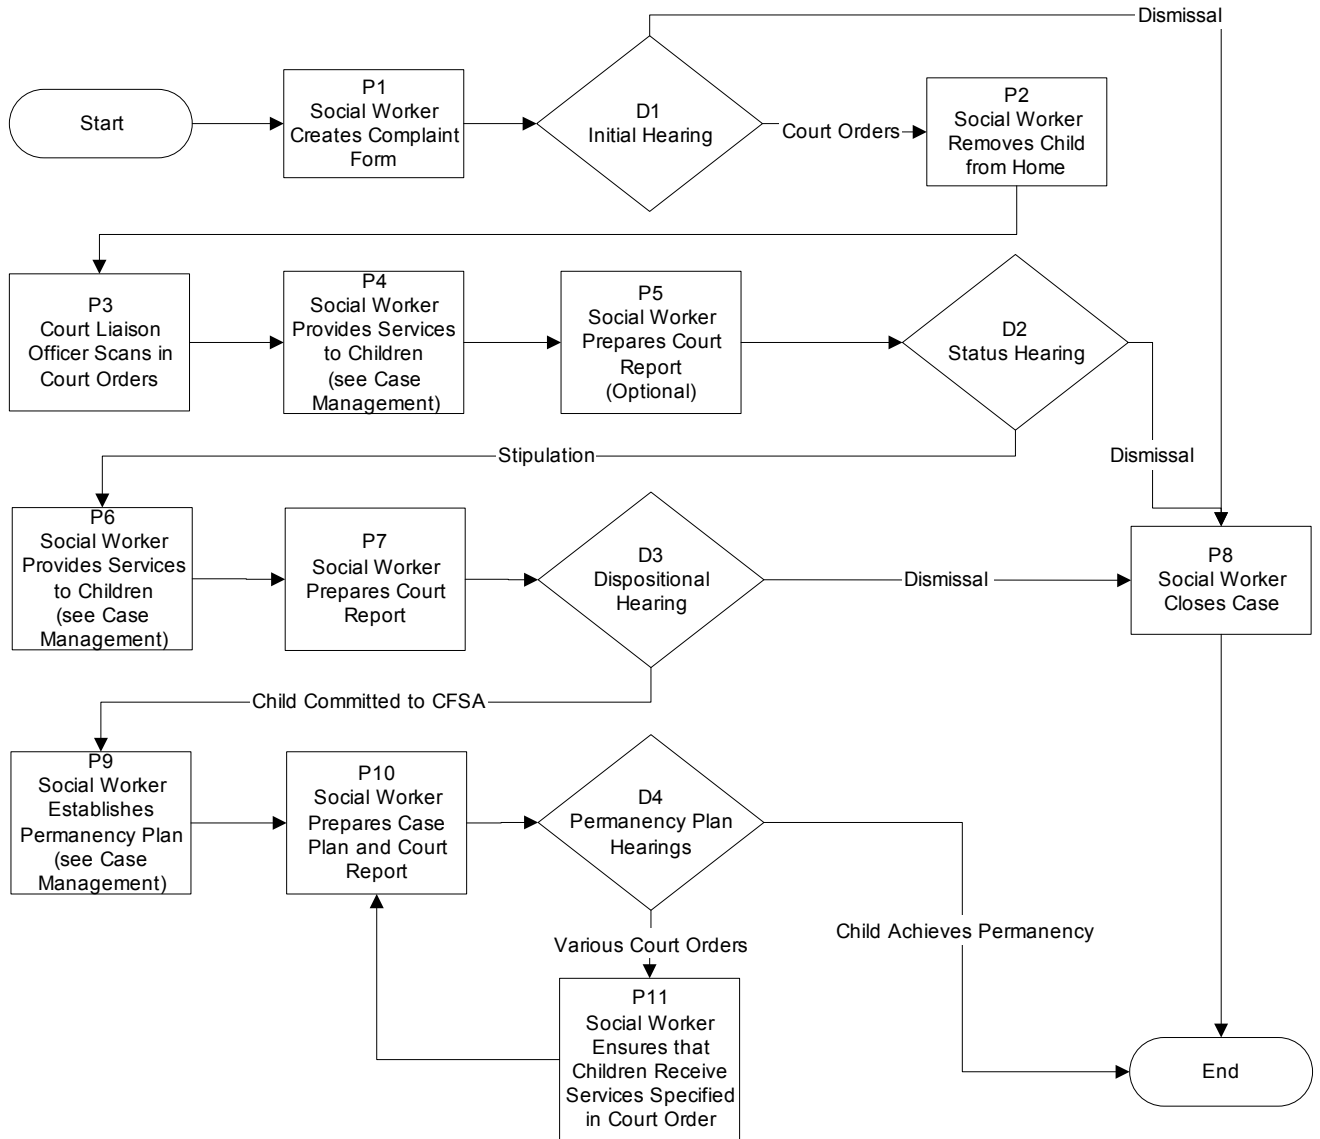 Dismissal
Start
P1
Social Worker
Creates Complaint
Form
D1
Initial Hearing
Court Orders
P2
Social Worker
Removes Child
from Home
P3
Court Liaison
Officer Scans in
Court Orders
P4
Social Worker
Provides Services
to Children
(see Case
Management)
P5
Social Worker
Prepares Court
Report
(Optional)
D2
Status Hearing
Stipulation
Dismissal
P6
Social Worker
Provides Services
to Children
(see Case
Management)
P7
Social Worker
Prepares Court
Report
D3
Dispositional
Hearing
Dismissal
P8
Social Worker
Closes Case
Child Committed to CFSA
P9
Social Worker
Establishes
Permanency Plan
(see Case
Management)
P10
Social Worker
Prepares Case
Plan and Court
Report
D4
Permanency Plan
Hearings
Various Court Orders
Child Achieves Permanency
P11
Social Worker
Ensures that
Children Receive
Services Specified
in Court Order
End